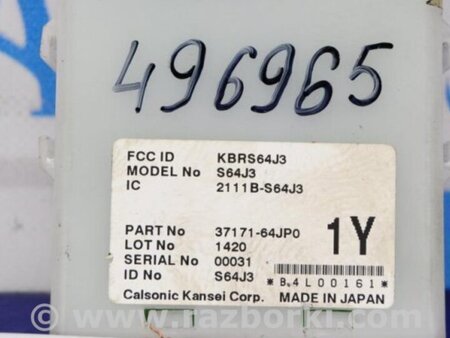 496965
FCC ID KBRS64J3
MODEL No S64J3
IC 2111B-S64J3
PART No 37171-64JP0 1Y
LOT No 1420
SERIAL No 00031
ID No S64J3 *B.4L00161*
Calsonic Kansei Corp. MADE IN JAPAN
© www.razborki.com